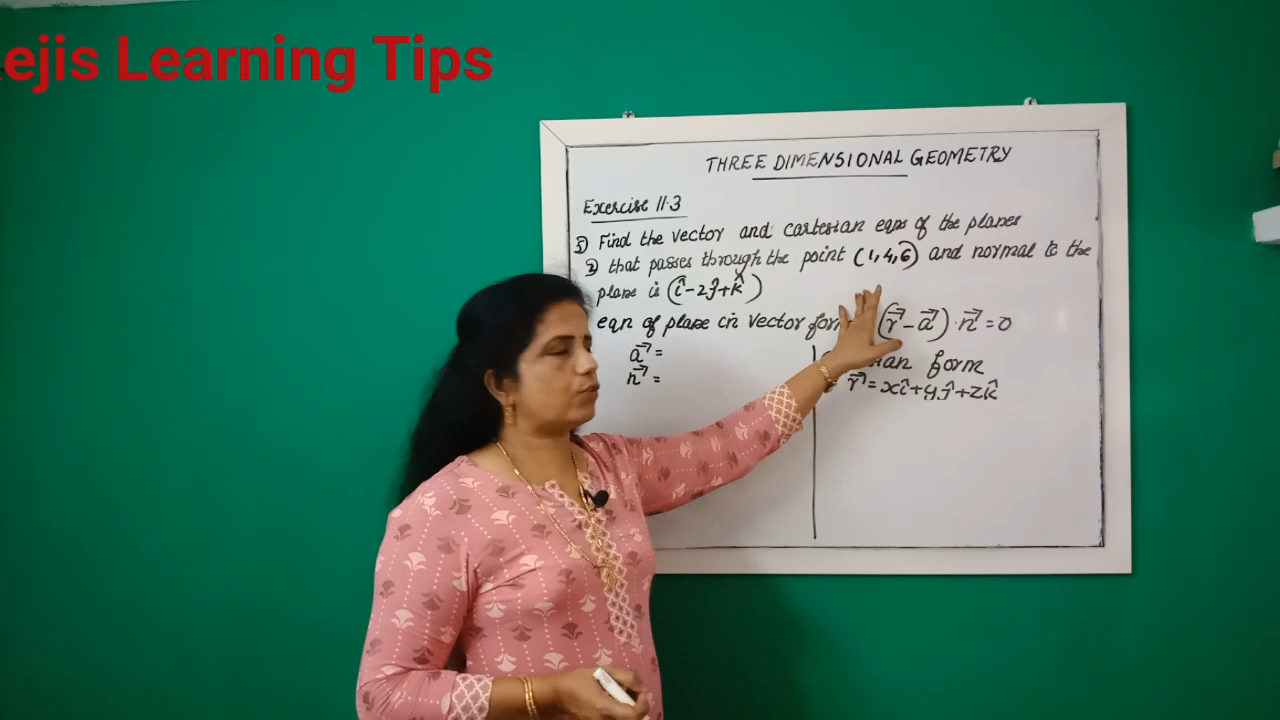 ejis Learning Tips
THREE DIMENSIONAL GEOMETRY
Exercise 11.3
5) Find the vector and cartesian eqns of the planes
2) that passes through the point (1,4,6) and normal to the
plane is (î-2ĵ+k̂)
eqn of plane in vector form (r⃗-a⃗)·n⃗=0
a⃗ =
n⃗ =
form
r⃗=xî+yĵ+zk̂